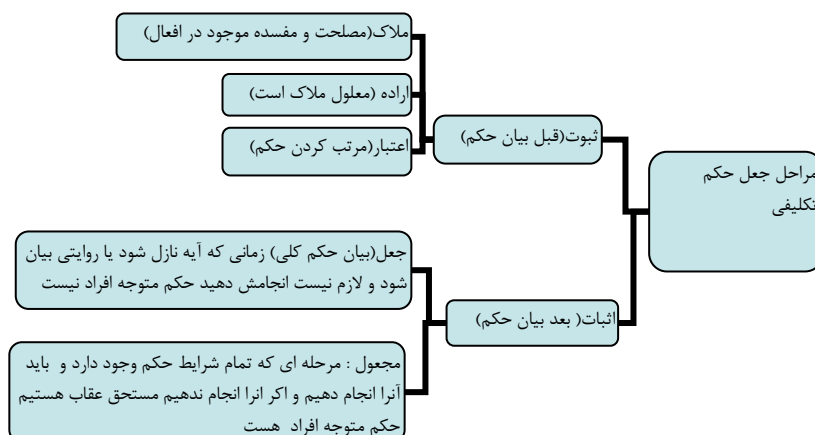 مراحل جعل حکم
تکلیفی
ثبوت(قبل بیان حکم)
ملاک(مصلحت و مفسده موجود در افعال)
اراده (معلول ملاک است)
اعتبار(مرتب کردن حکم)
اثبات( بعد بیان حکم)
جعل(بیان حکم کلی) زمانی که آیه نازل شود یا روایتی بیان
شود و لازم نیست انجامش دهید حکم متوجه افراد نیست
مجعول : مرحله ای که تمام شرایط حکم وجود دارد و باید
آنرا انجام دهیم و اکر انرا انجام ندهیم مستحق عقاب هستیم
حکم متوجه افراد هست